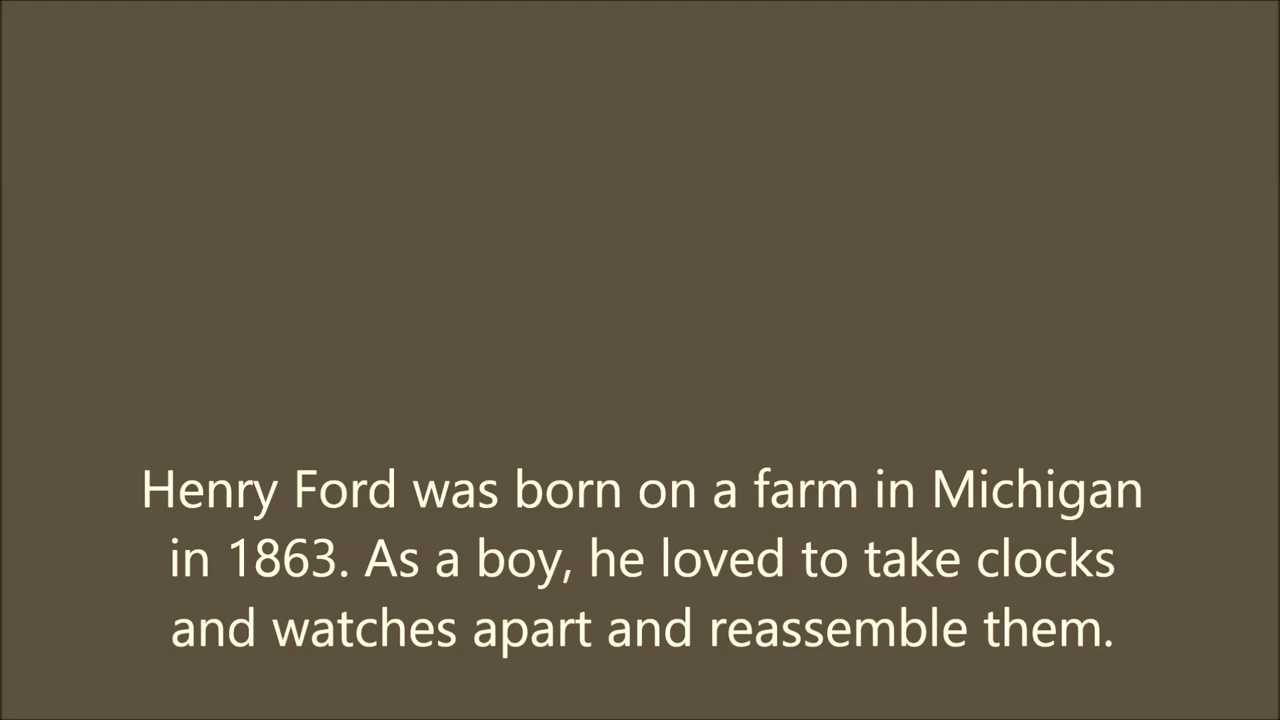 Henry Ford was born on a farm in Michigan
in 1863. As a boy, he loved to take clocks
and watches apart and reassemble them.